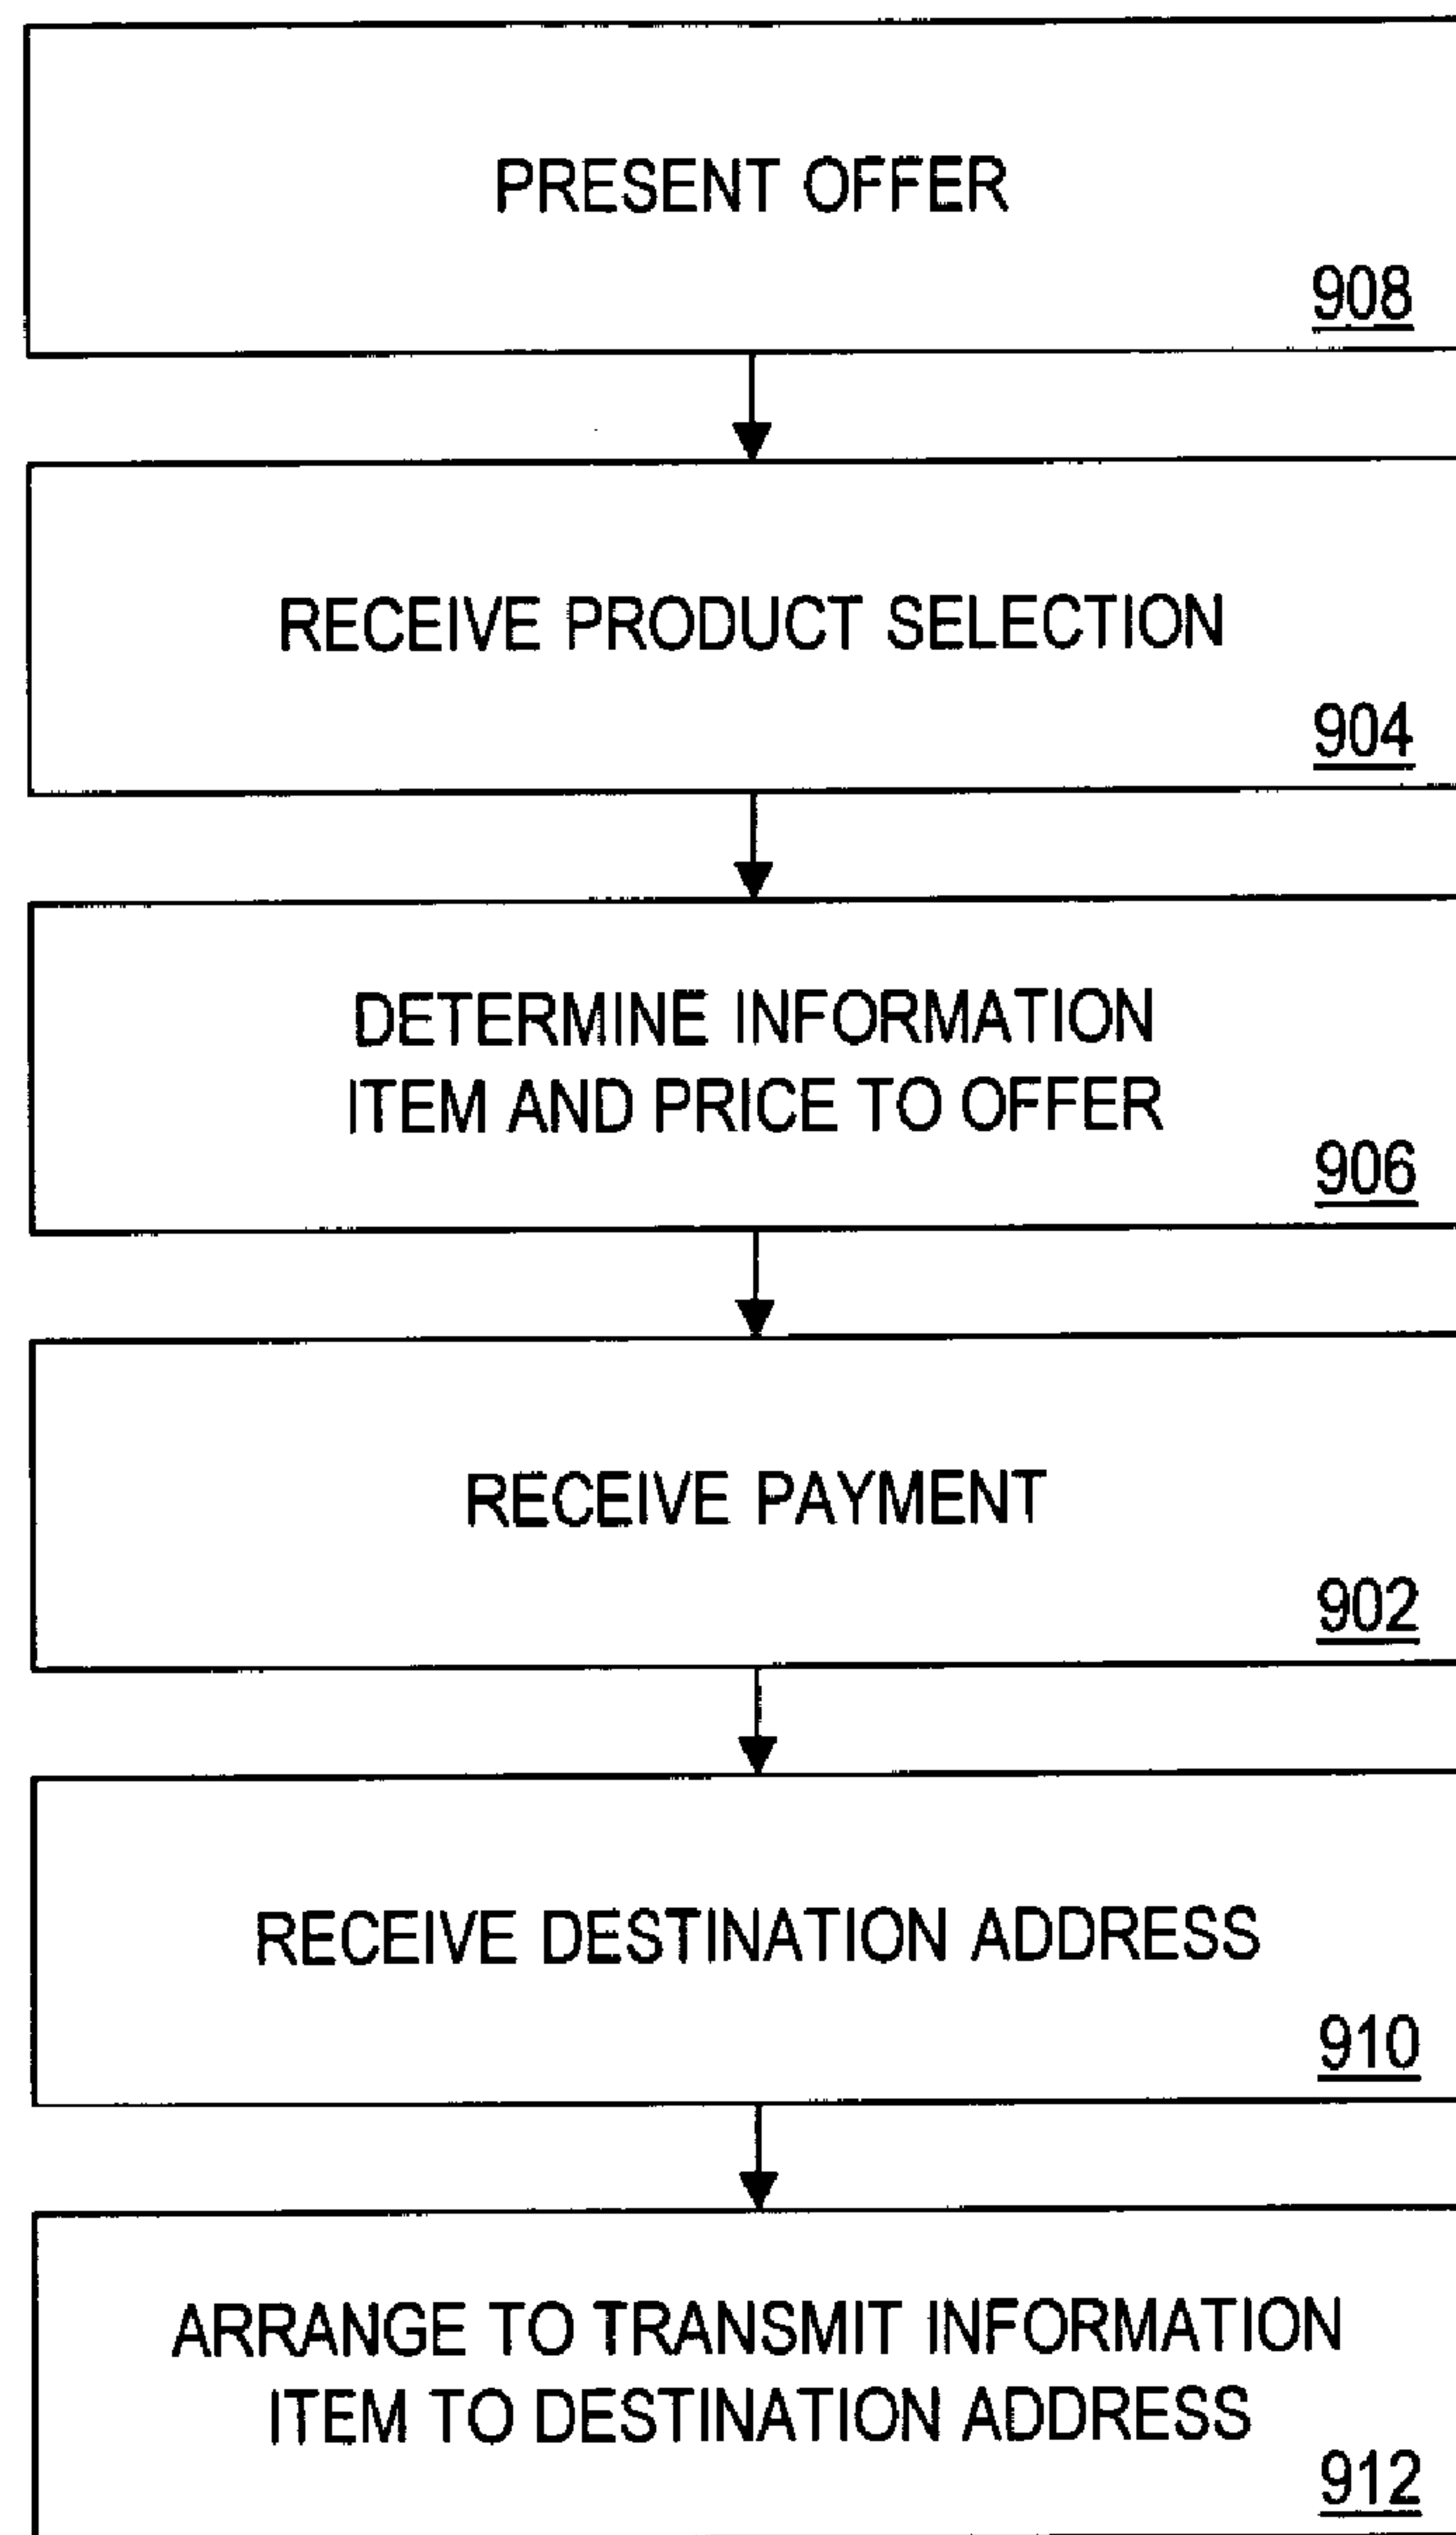 PRESENT OFFER
908
RECEIVE PRODUCT SELECTION
904
DETERMINE INFORMATION
ITEM AND PRICE TO OFFER
906
RECEIVE PAYMENT
902
RECEIVE DESTINATION ADDRESS
910
ARRANGE TO TRANSMIT INFORMATION
ITEM TO DESTINATION ADDRESS
912